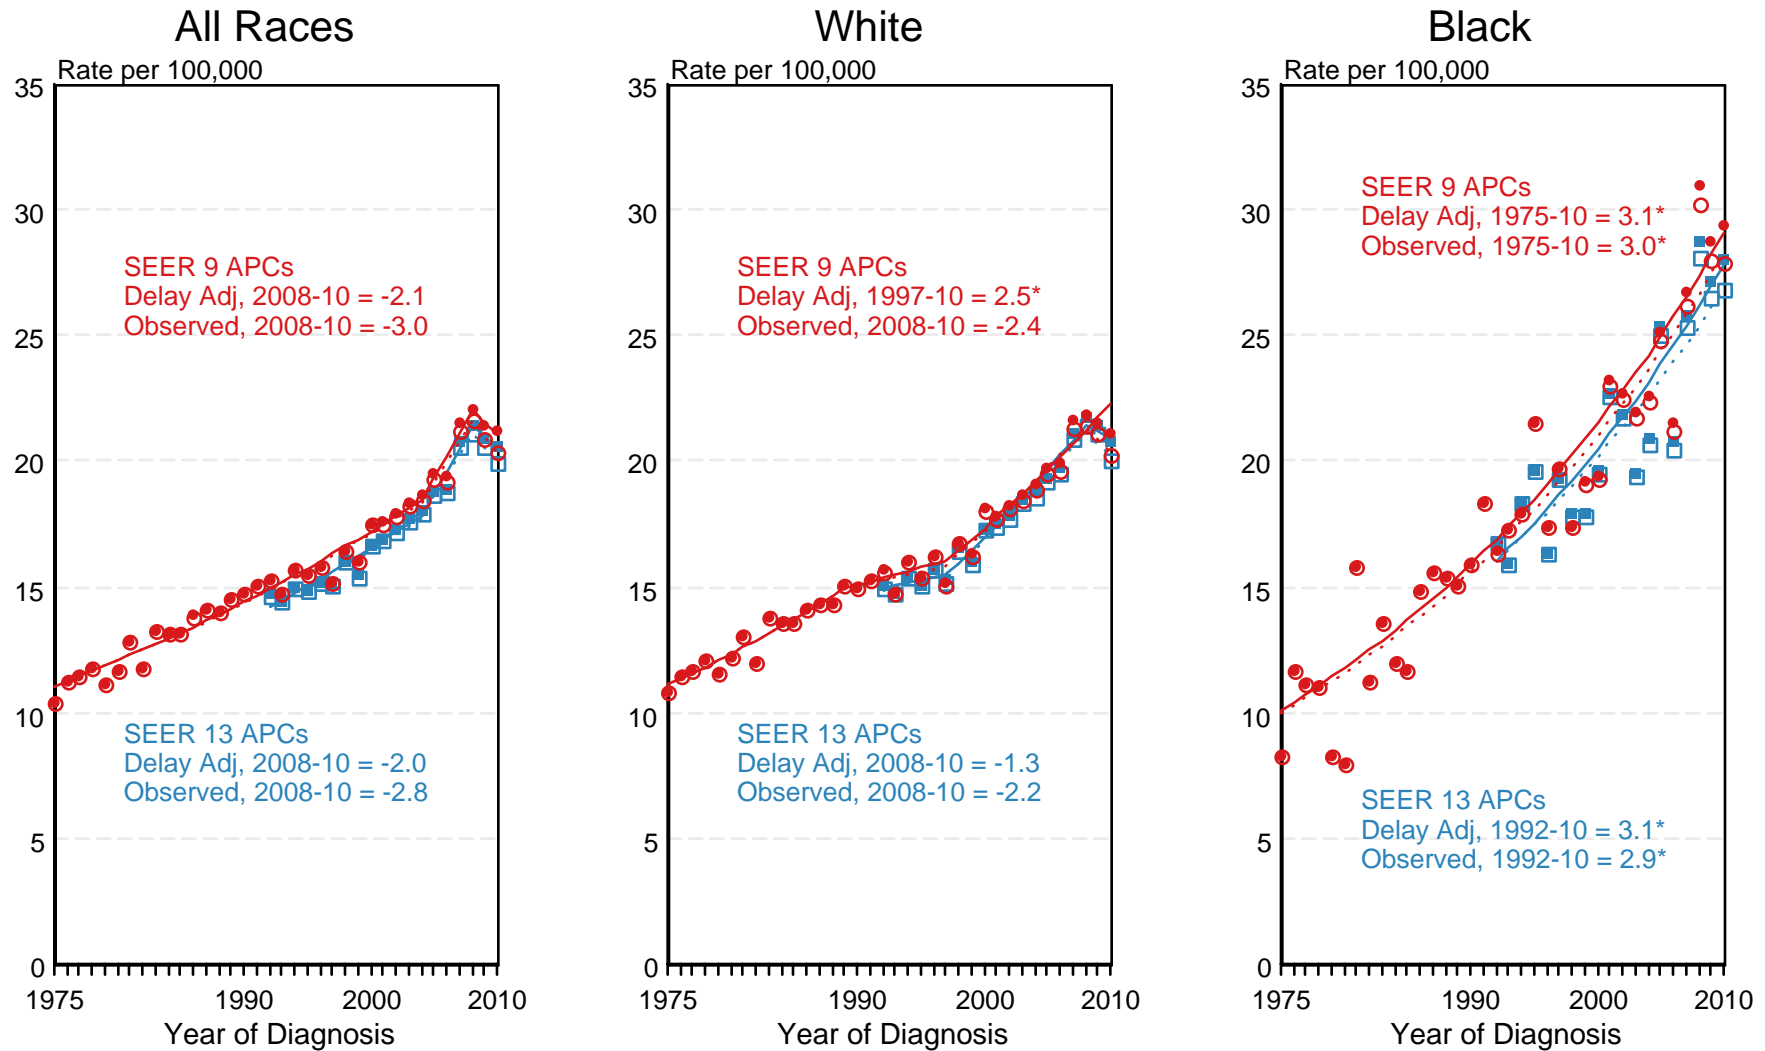 All Races
Rate per 100,000
35
30
25
20
15
10
5
0
SEER 9 APCs
Delay Adj, 2008-10 = -2.1
Observed, 2008-10 = -3.0
SEER 13 APCs
Delay Adj, 2008-10 = -2.0
Observed, 2008-10 = -2.8
1975 1990 2000 2010
Year of Diagnosis
White
Rate per 100,000
35
30
25
20
15
10
5
0
SEER 9 APCs
Delay Adj, 1997-10 = 2.5*
Observed, 2008-10 = -2.4
SEER 13 APCs
Delay Adj, 2008-10 = -1.3
Observed, 2008-10 = -2.2
1975 1990 2000 2010
Year of Diagnosis
Black
Rate per 100,000
35
30
25
20
15
10
5
0
SEER 9 APCs
Delay Adj, 1975-10 = 3.1*
Observed, 1975-10 = 3.0*
SEER 13 APCs
Delay Adj, 1992-10 = 3.1*
Observed, 1992-10 = 2.9*
1975 1990 2000 2010
Year of Diagnosis